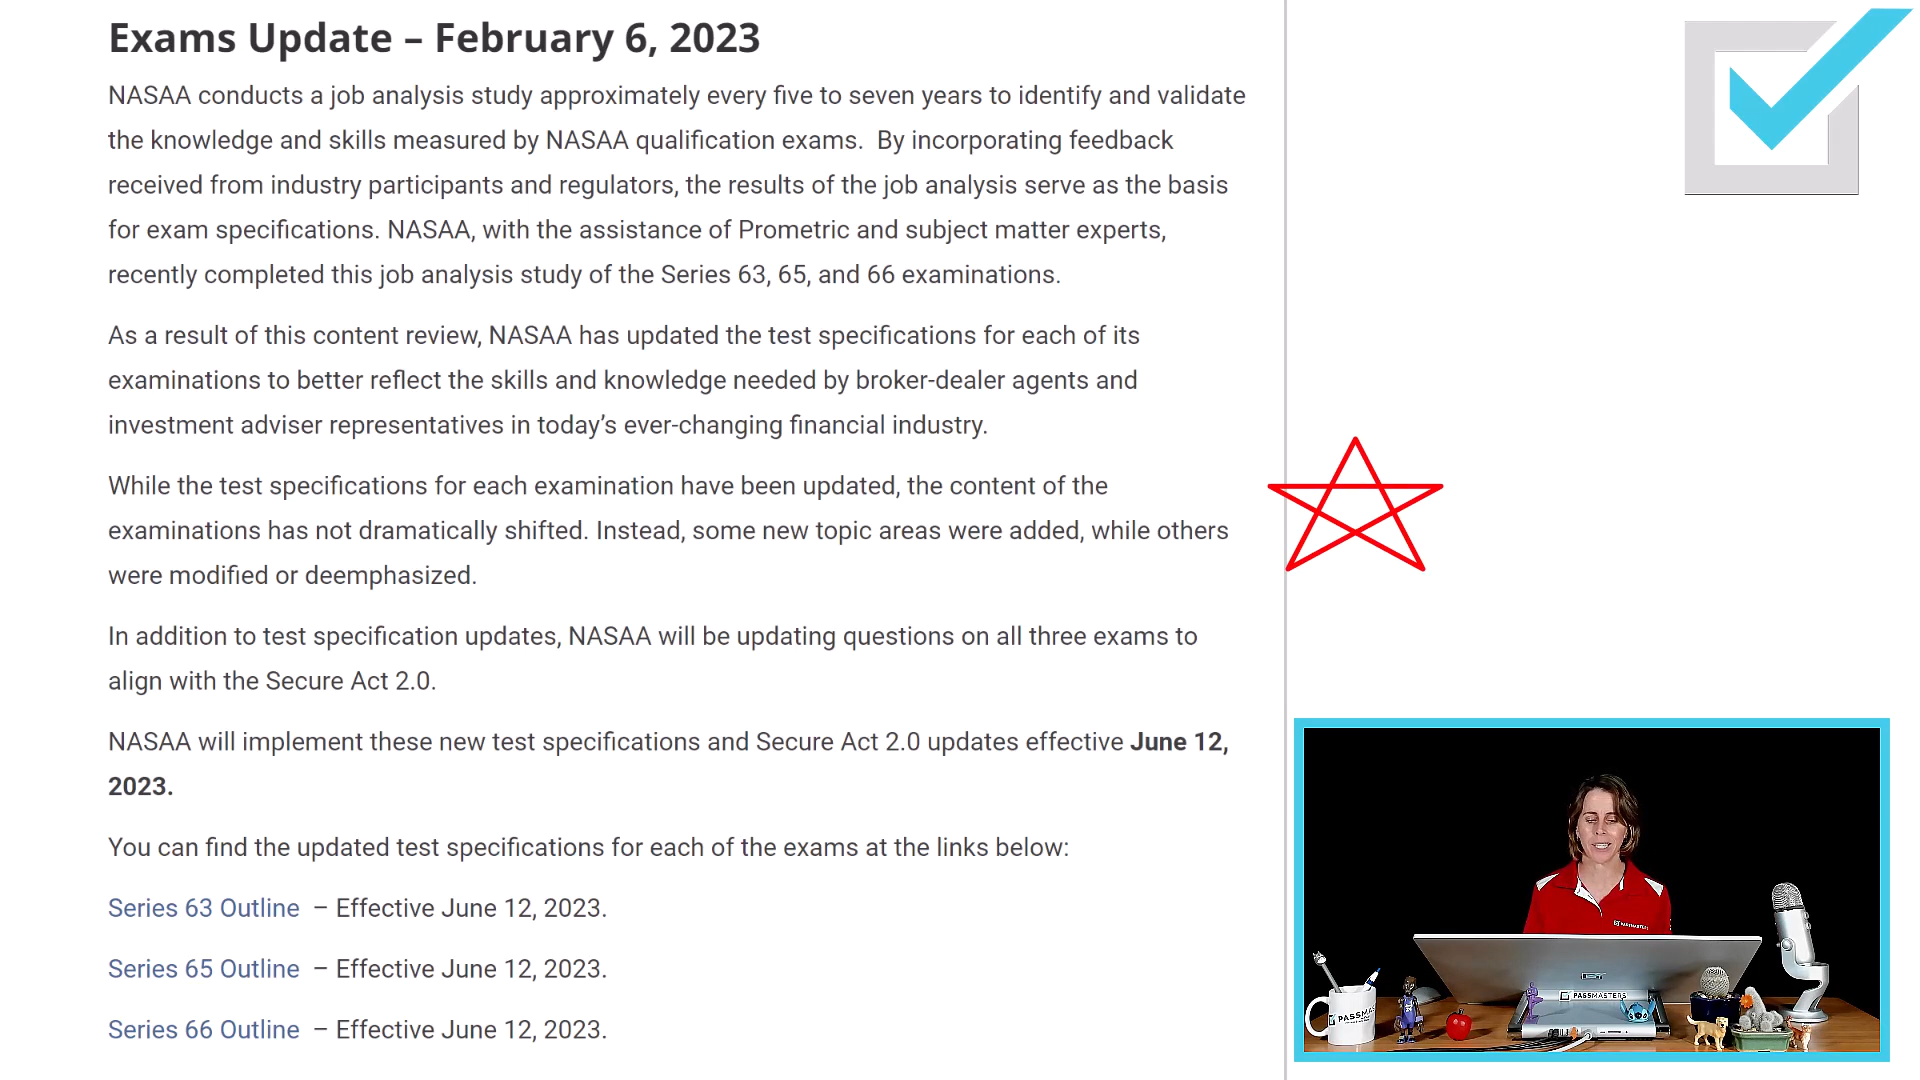 Exams Update – February 6, 2023
NASAA conducts a job analysis study approximately every five to seven years to identify and validate
the knowledge and skills measured by NASAA qualification exams.  By incorporating feedback
received from industry participants and regulators, the results of the job analysis serve as the basis
for exam specifications. NASAA, with the assistance of Prometric and subject matter experts,
recently completed this job analysis study of the Series 63, 65, and 66 examinations.
As a result of this content review, NASAA has updated the test specifications for each of its
examinations to better reflect the skills and knowledge needed by broker-dealer agents and
investment adviser representatives in today’s ever-changing financial industry.
While the test specifications for each examination have been updated, the content of the
examinations has not dramatically shifted. Instead, some new topic areas were added, while others
were modified or deemphasized.
In addition to test specification updates, NASAA will be updating questions on all three exams to
align with the Secure Act 2.0.
NASAA will implement these new test specifications and Secure Act 2.0 updates effective June 12,
2023.
You can find the updated test specifications for each of the exams at the links below:
Series 63 Outline – Effective June 12, 2023.
Series 65 Outline – Effective June 12, 2023.
Series 66 Outline – Effective June 12, 2023.
PASSMASTERS